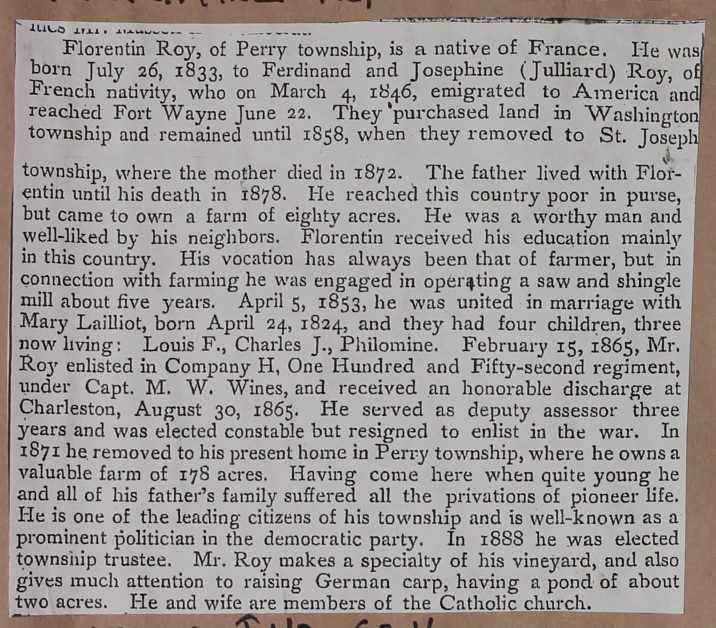 Florentin Roy, of Perry township, is a native of France. He was
born July 26, 1833, to Ferdinand and Josephine (Julliard) Roy, of
French nativity, who on March 4, 1846, emigrated to America and
reached Fort Wayne June 22. They purchased land in Washington
township and remained until 1858, when they removed to St. Joseph
township, where the mother died in 1872. The father lived with Flor-
entin until his death in 1878. He reached this country poor in purse,
but came to own a farm of eighty acres. He was a worthy man and
well-liked by his neighbors. Florentin received his education mainly
in this country. His vocation has always been that of farmer, but in
connection with farming he was engaged in operating a saw and shingle
mill about five years. April 5, 1853, he was united in marriage with
Mary Lailliot, born April 24, 1824, and they had four children, three
now living: Louis F., Charles J., Philomine. February 15, 1865, Mr.
Roy enlisted in Company H, One Hundred and Fifty-second regiment,
under Capt. M. W. Wines, and received an honorable discharge at
Charleston, August 30, 1865. He served as deputy assessor three
years and was elected constable but resigned to enlist in the war. In
1871 he removed to his present home in Perry township, where he owns a
valuable farm of 178 acres. Having come here when quite young he
and all of his father's family suffered all the privations of pioneer life.
He is one of the leading citizens of his township and is well-known as a
prominent politician in the democratic party. In 1888 he was elected
township trustee. Mr. Roy makes a specialty of his vineyard, and also
gives much attention to raising German carp, having a pond of about
two acres. He and wife are members of the Catholic church.